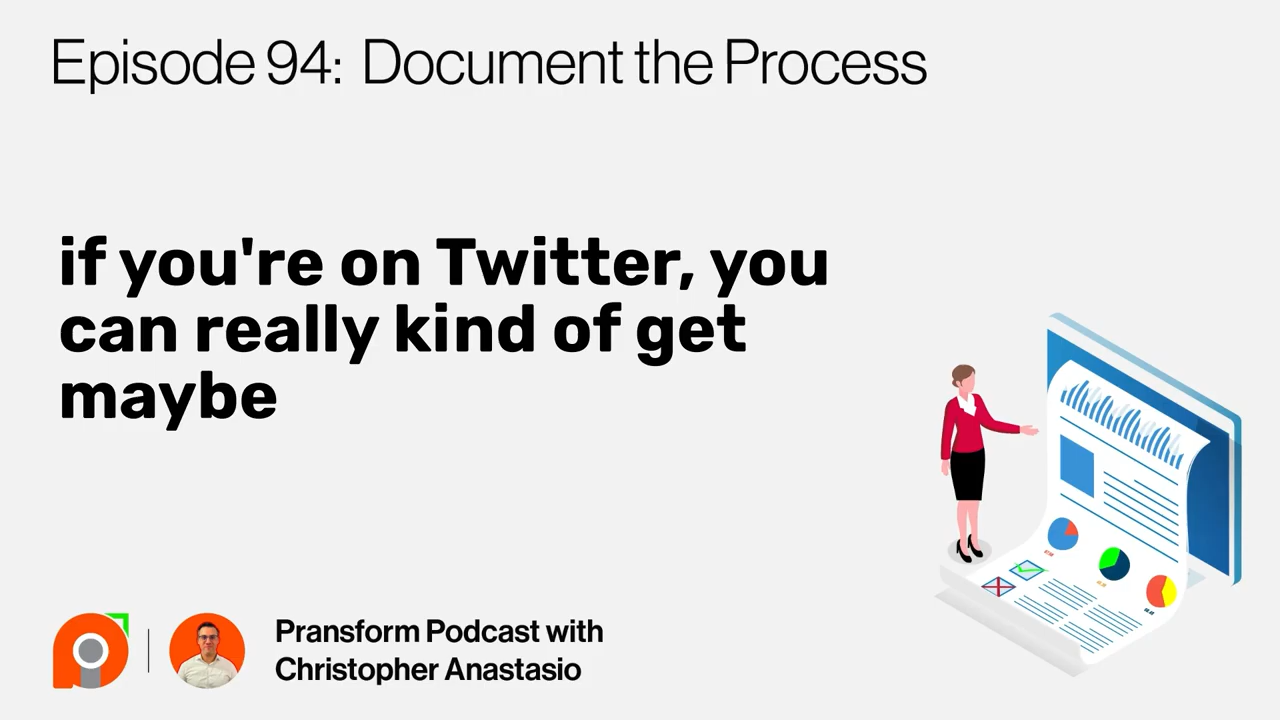 Episode 94: Document the Process
if you're on Twitter, you
can really kind of get
maybe
Pransform Podcast with
Christopher Anastasio